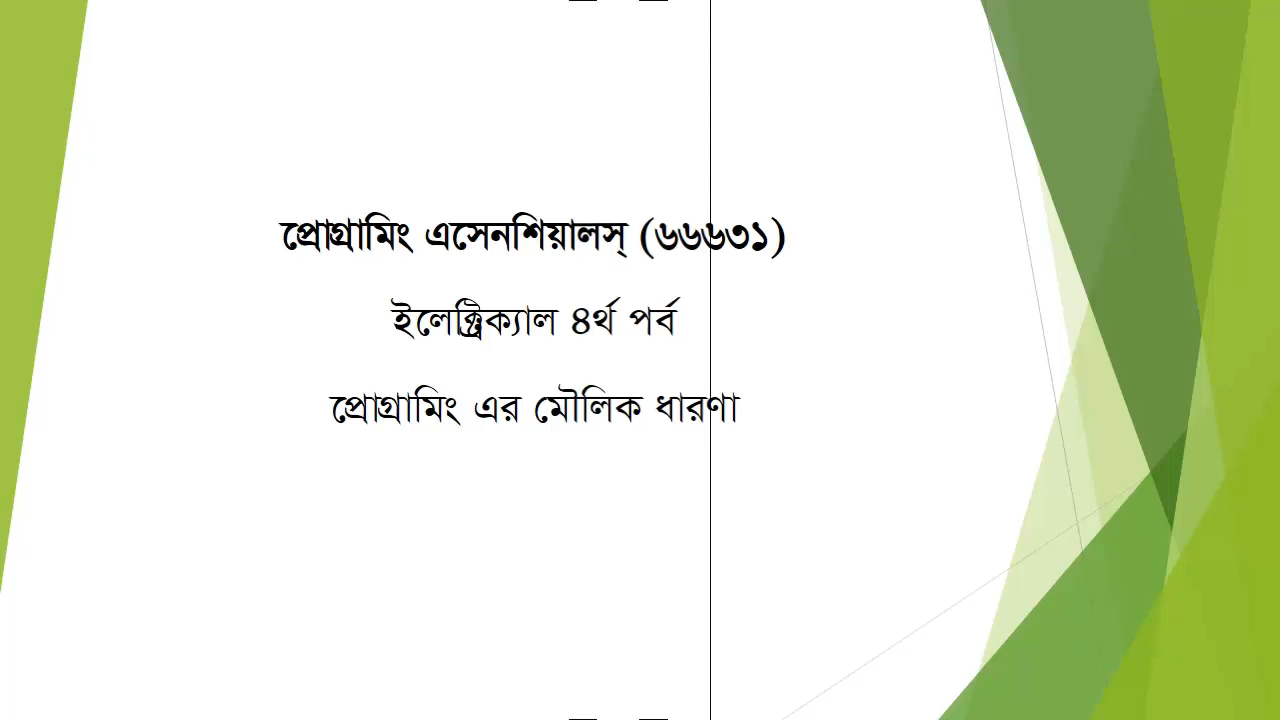 প্রোগ্রামিং এসেনশিয়ালস্ (৬৬৬৩১)
ইলেক্ট্রিক্যাল ৪র্থ পর্ব
প্রোগ্রামিং এর মৌলিক ধারণা